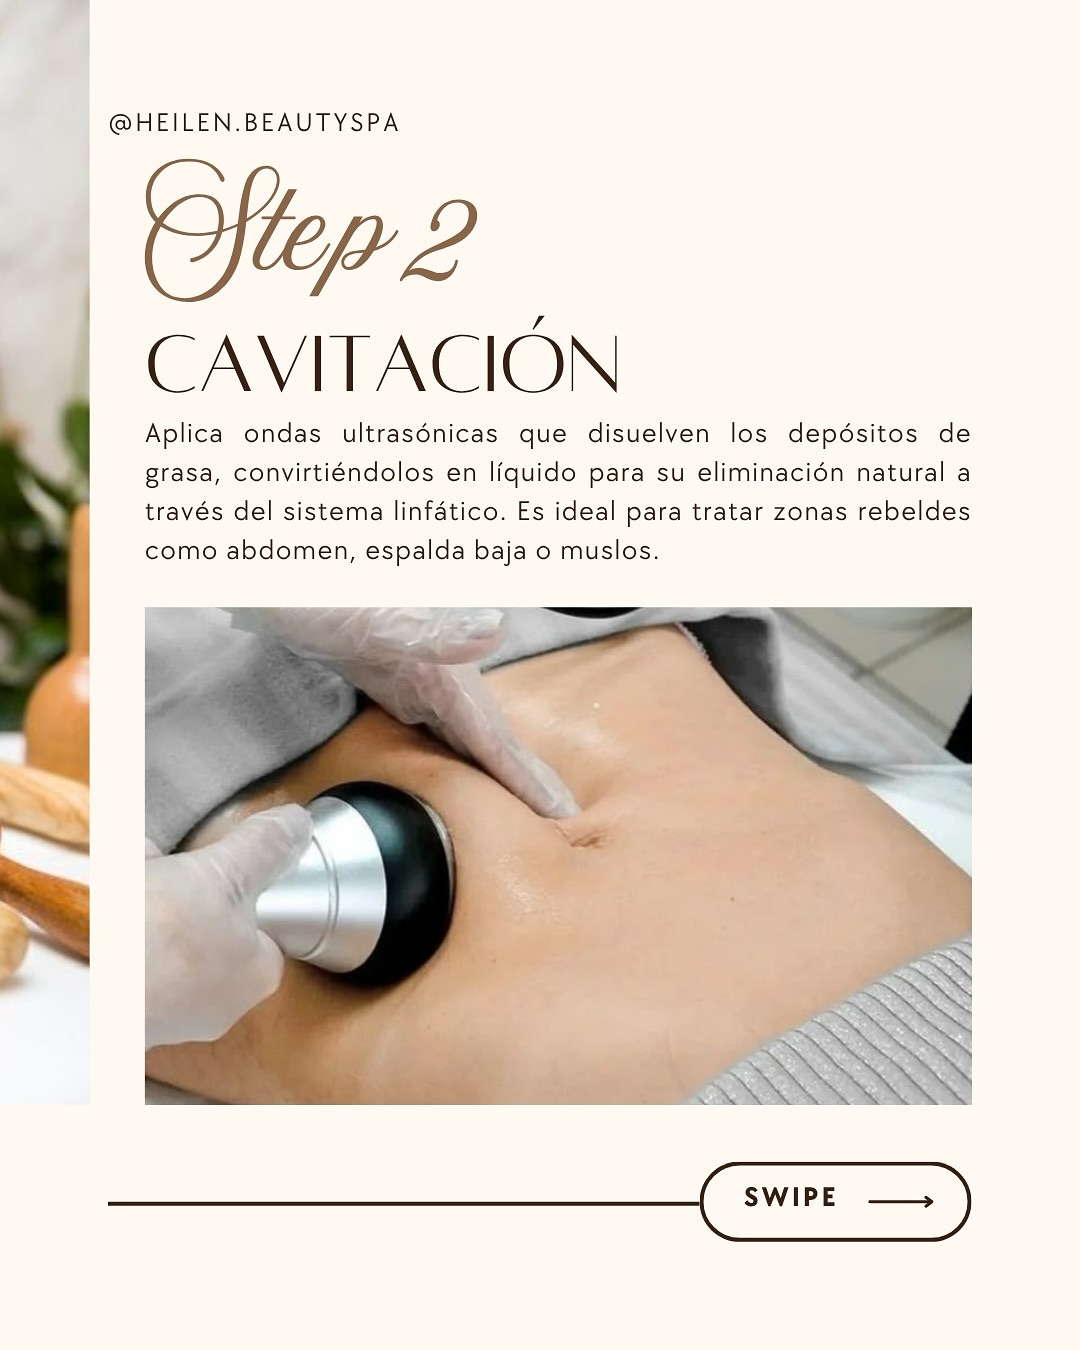 @HEILEN.BEAUTYSPA
Step 2
CAVITACIÓN
Aplica ondas ultrasónicas que disuelven los depósitos de
grasa, convirtiéndolos en líquido para su eliminación natural a
través del sistema linfático. Es ideal para tratar zonas rebeldes
como abdomen, espalda baja o muslos.
SWIPE